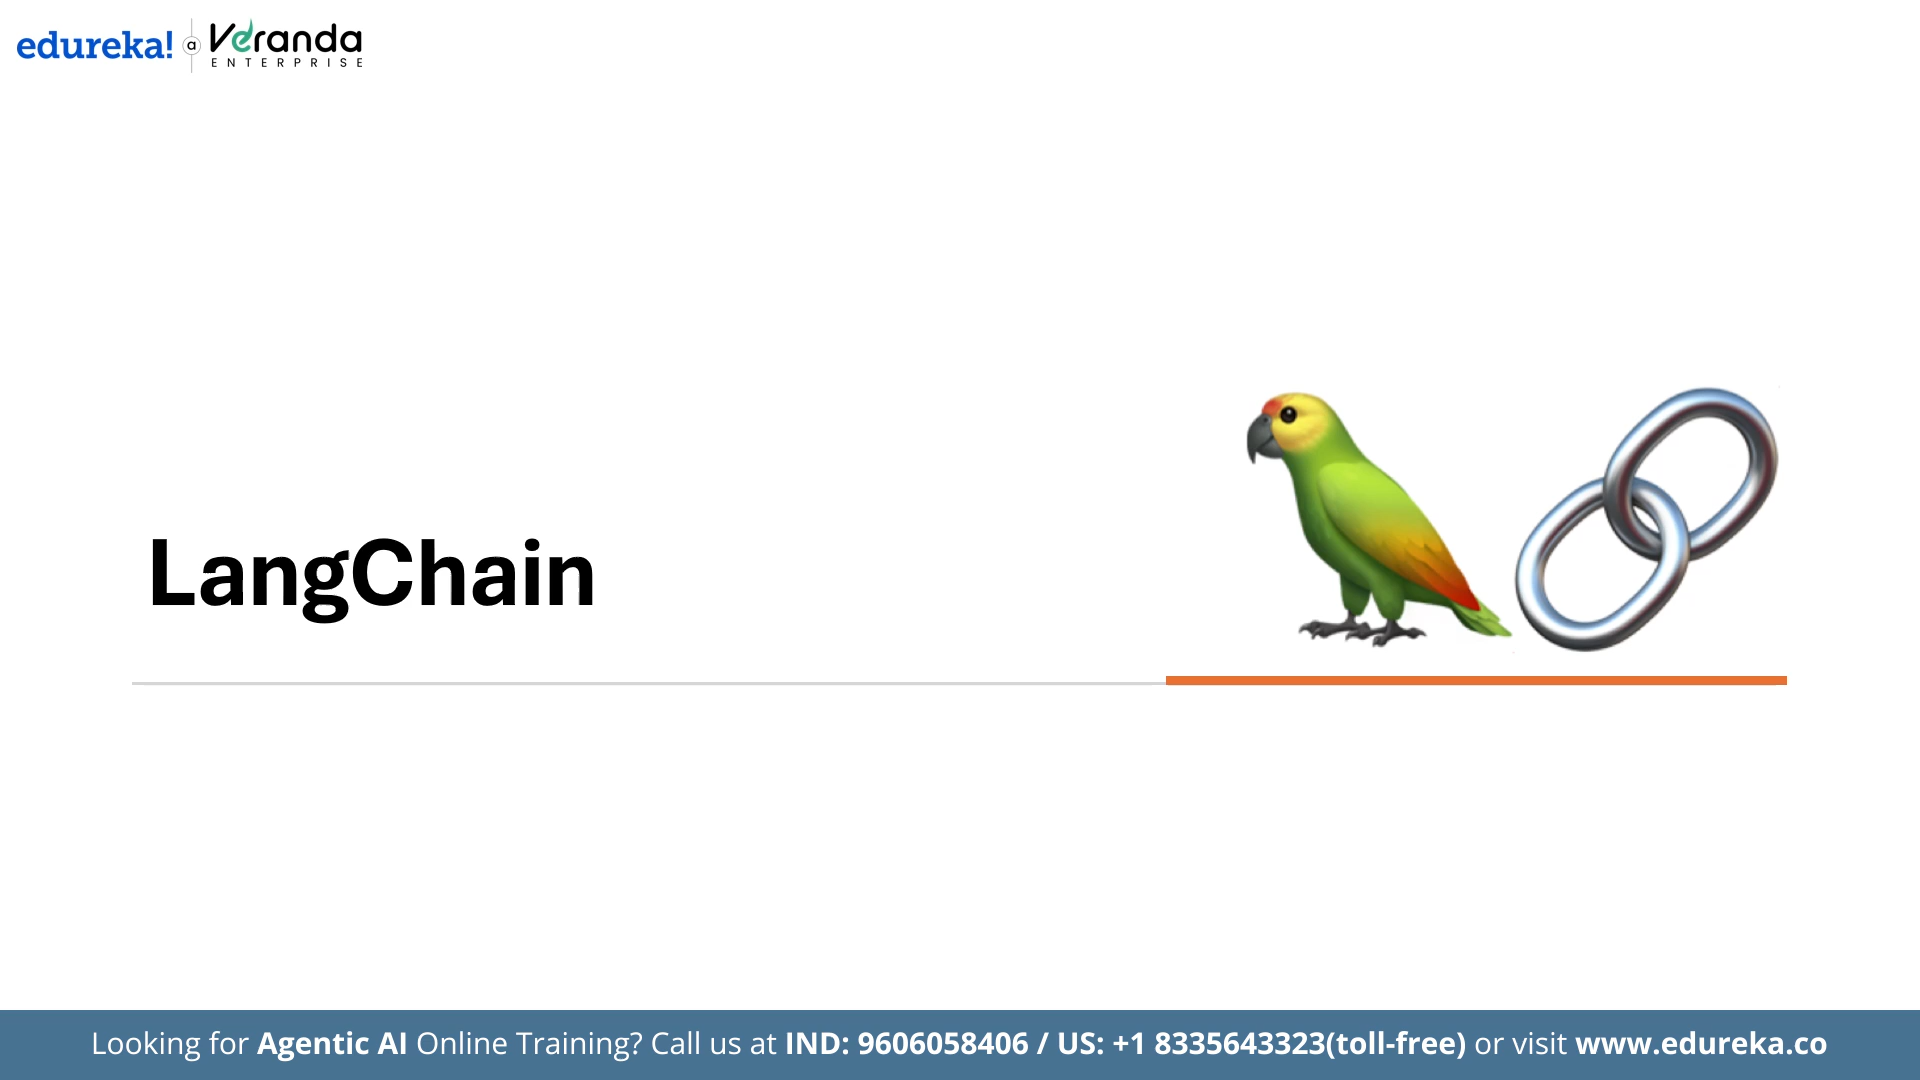 edureka! a Veranda
ENTERPRISE
LangChain
Looking for Agentic AI Online Training? Call us at IND: 9606058406 / US: +1 8335643323(toll-free) or visit www.edureka.co